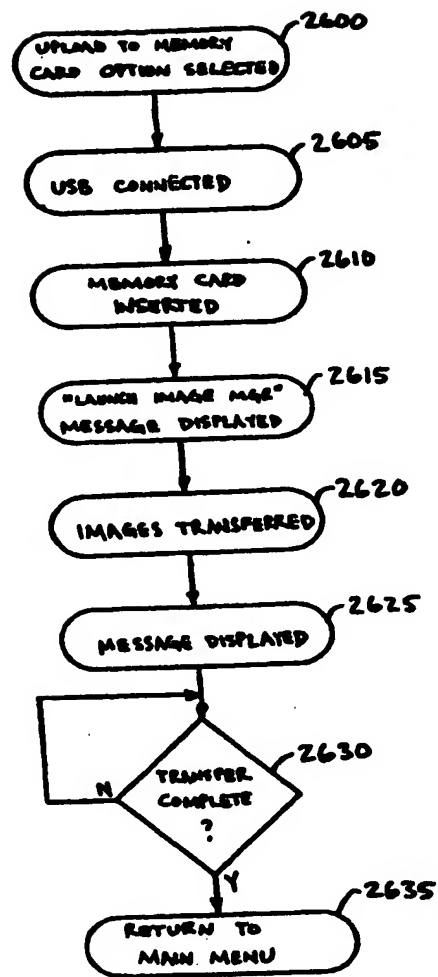 2600
UPLOAD TO MEMORY
CARD OPTION SELECTED
2605
USB CONNECTED
2610
MEMORY CARD
INSERTED
2615
"LAUNCH IMAGE MGR"
MESSAGE DISPLAYED
2620
IMAGES TRANSFERRED
2625
MESSAGE DISPLAYED
2630
TRANSFER
COMPLETE
?
N
Y
2635
RETURN TO
MAIN MENU